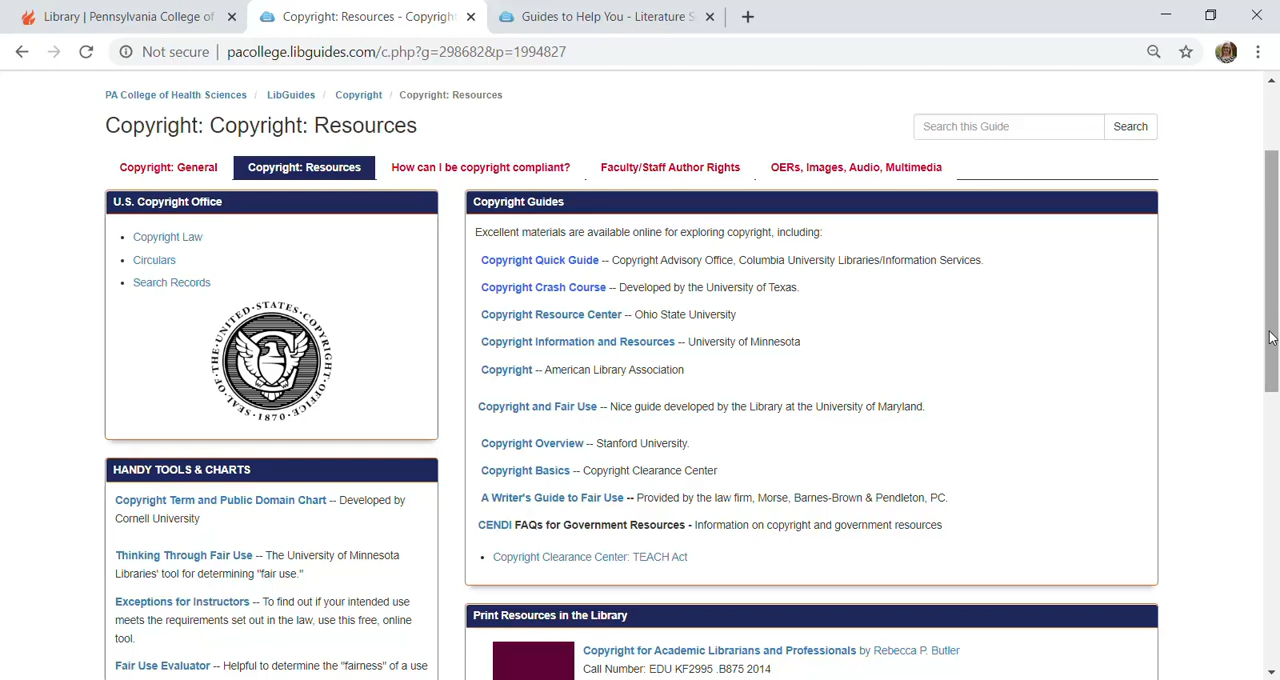 Library | Pennsylvania College of
Copyright: Resources - Copyright
Guides to Help You - Literature S
Not secure | pacollege.libguides.com/c.php?g=298682&p=1994827
PA College of Health Sciences / LibGuides / Copyright / Copyright: Resources
Copyright: Copyright: Resources
Search this Guide
Search
Copyright: General
Copyright: Resources
How can I be copyright compliant?
Faculty/Staff Author Rights
OERs, Images, Audio, Multimedia
U.S. Copyright Office
• Copyright Law
• Circulars
• Search Records
THE·UNITED·STATES·COPYRIGHT·OFFICE·1870·SEAL·OF·
HANDY TOOLS & CHARTS
Copyright Term and Public Domain Chart -- Developed by
Cornell University
Thinking Through Fair Use -- The University of Minnesota
Libraries' tool for determining "fair use."
Exceptions for Instructors -- To find out if your intended use
meets the requirements set out in the law, use this free, online
tool.
Fair Use Evaluator -- Helpful to determine the "fairness" of a use
Copyright Guides
Excellent materials are available online for exploring copyright, including:
Copyright Quick Guide -- Copyright Advisory Office, Columbia University Libraries/Information Services.
Copyright Crash Course -- Developed by the University of Texas.
Copyright Resource Center -- Ohio State University
Copyright Information and Resources -- University of Minnesota
Copyright -- American Library Association
Copyright and Fair Use -- Nice guide developed by the Library at the University of Maryland.
Copyright Overview -- Stanford University.
Copyright Basics -- Copyright Clearance Center
A Writer's Guide to Fair Use -- Provided by the law firm, Morse, Barnes-Brown & Pendleton, PC.
CENDI FAQs for Government Resources - Information on copyright and government resources
• Copyright Clearance Center: TEACH Act
Print Resources in the Library
Copyright for Academic Librarians and Professionals by Rebecca P. Butler
Call Number: EDU KF2995 .B875 2014